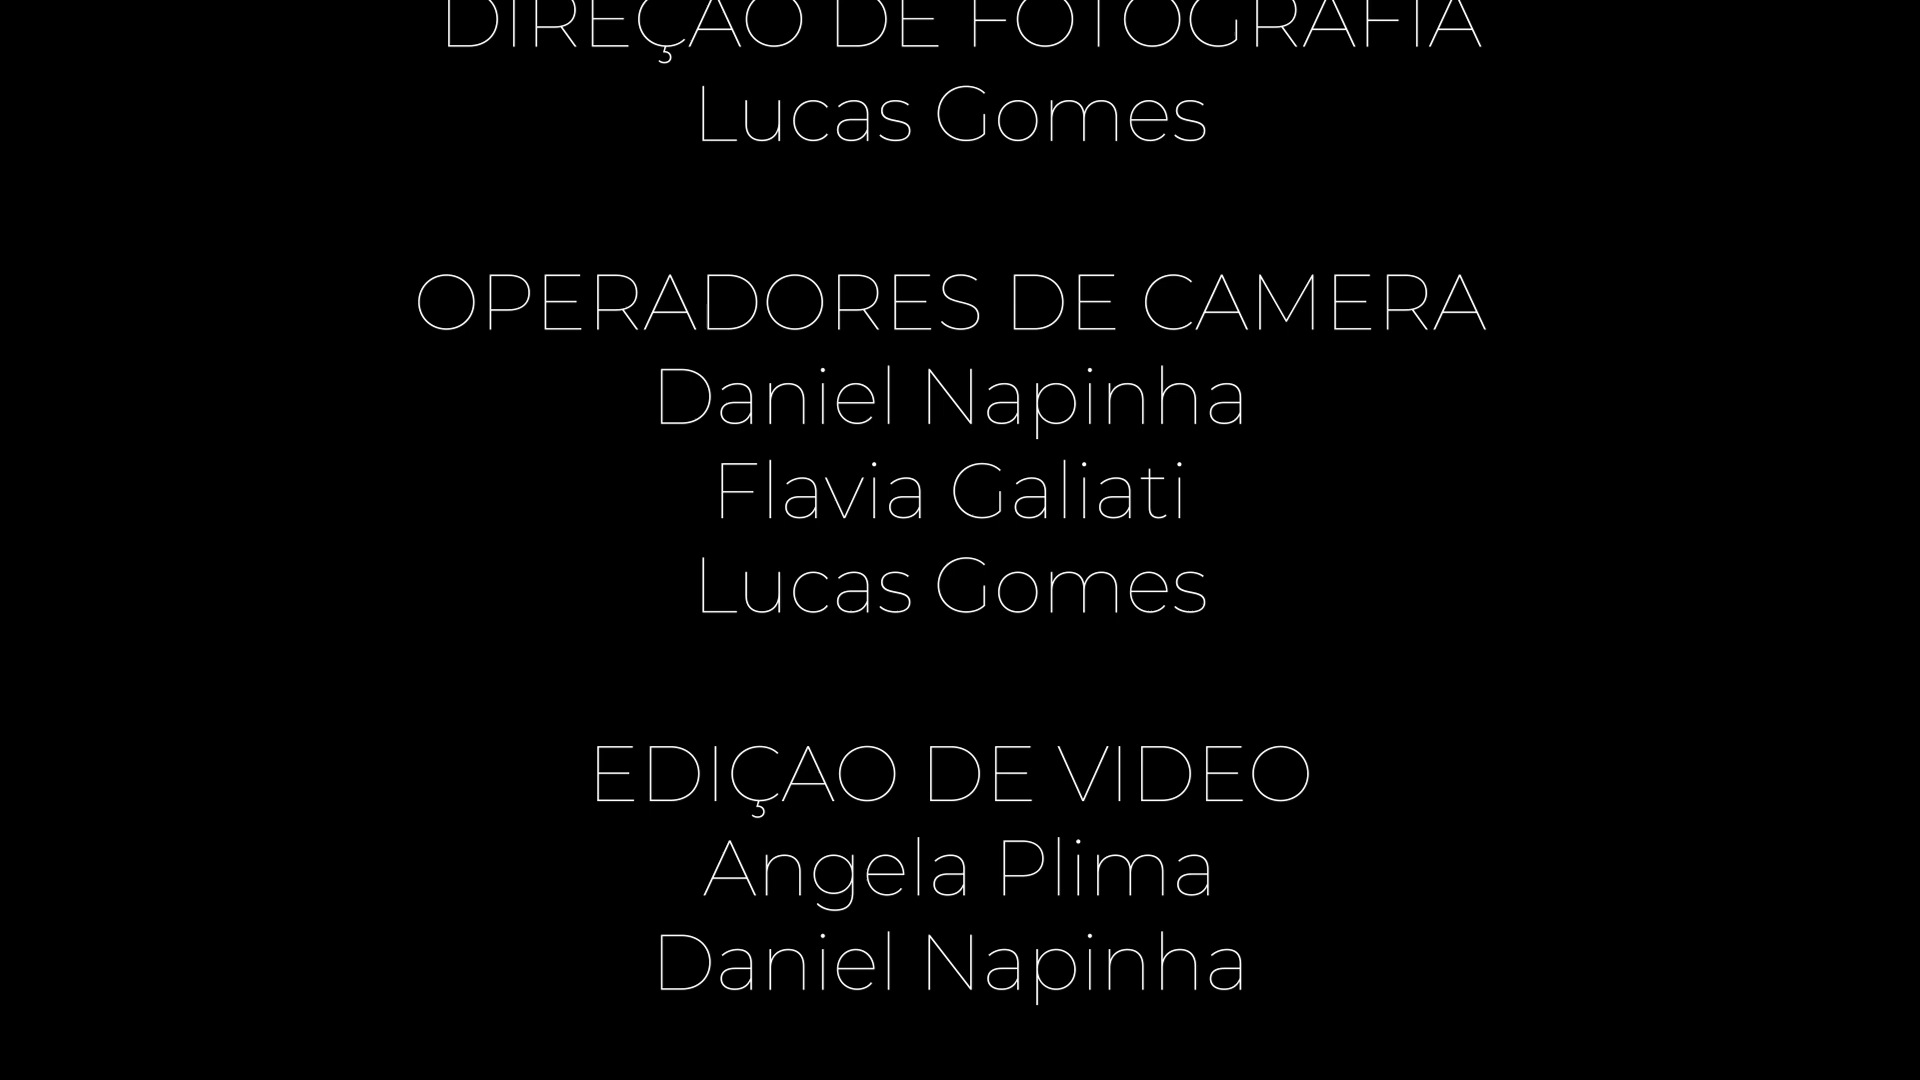 DIREÇAO DE FOTOGRAFIA
Lucas Gomes
OPERADORES DE CAMERA
Daniel Napinha
Flavia Galiati
Lucas Gomes
EDIÇAO DE VIDEO
Angela Plima
Daniel Napinha